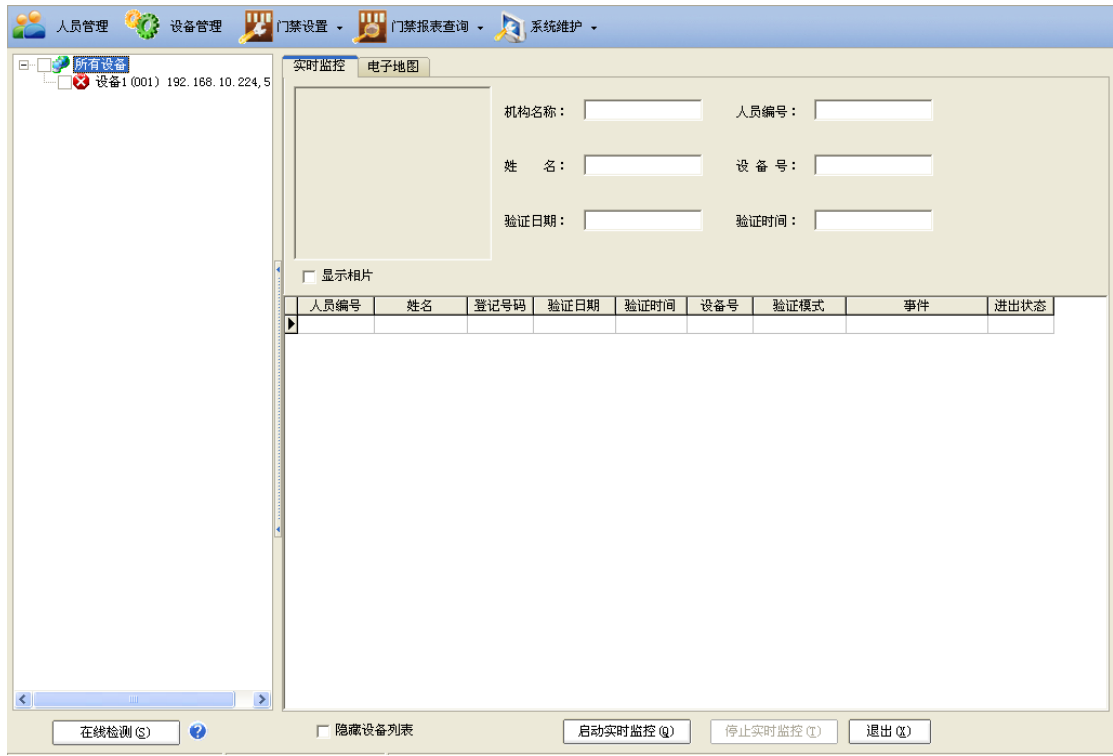 人员管理 设备管理 门禁设置 门禁报表查询 系统维护
所有设备
设备1(001) 192.168.10.224,5
实时监控 电子地图
机构名称： 人员编号：
姓 名： 设 备 号：
验证日期： 验证时间：
显示相片
人员编号 姓名 登记号码 验证日期 验证时间 设备号 验证模式 事件 进出状态
在线检测(S) 隐藏设备列表 启动实时监控(Q) 停止实时监控(T) 退出(X)